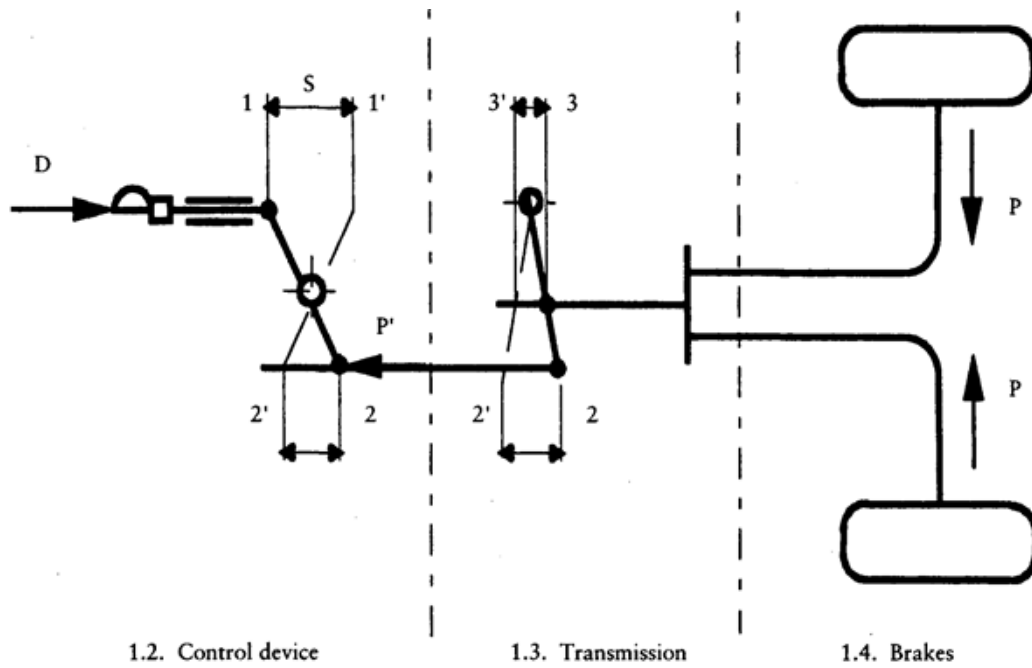 S
1 1' 3' 3
D
P
P'
P
2' 2 2' 2
1.2. Control device 1.3. Transmission 1.4. Brakes